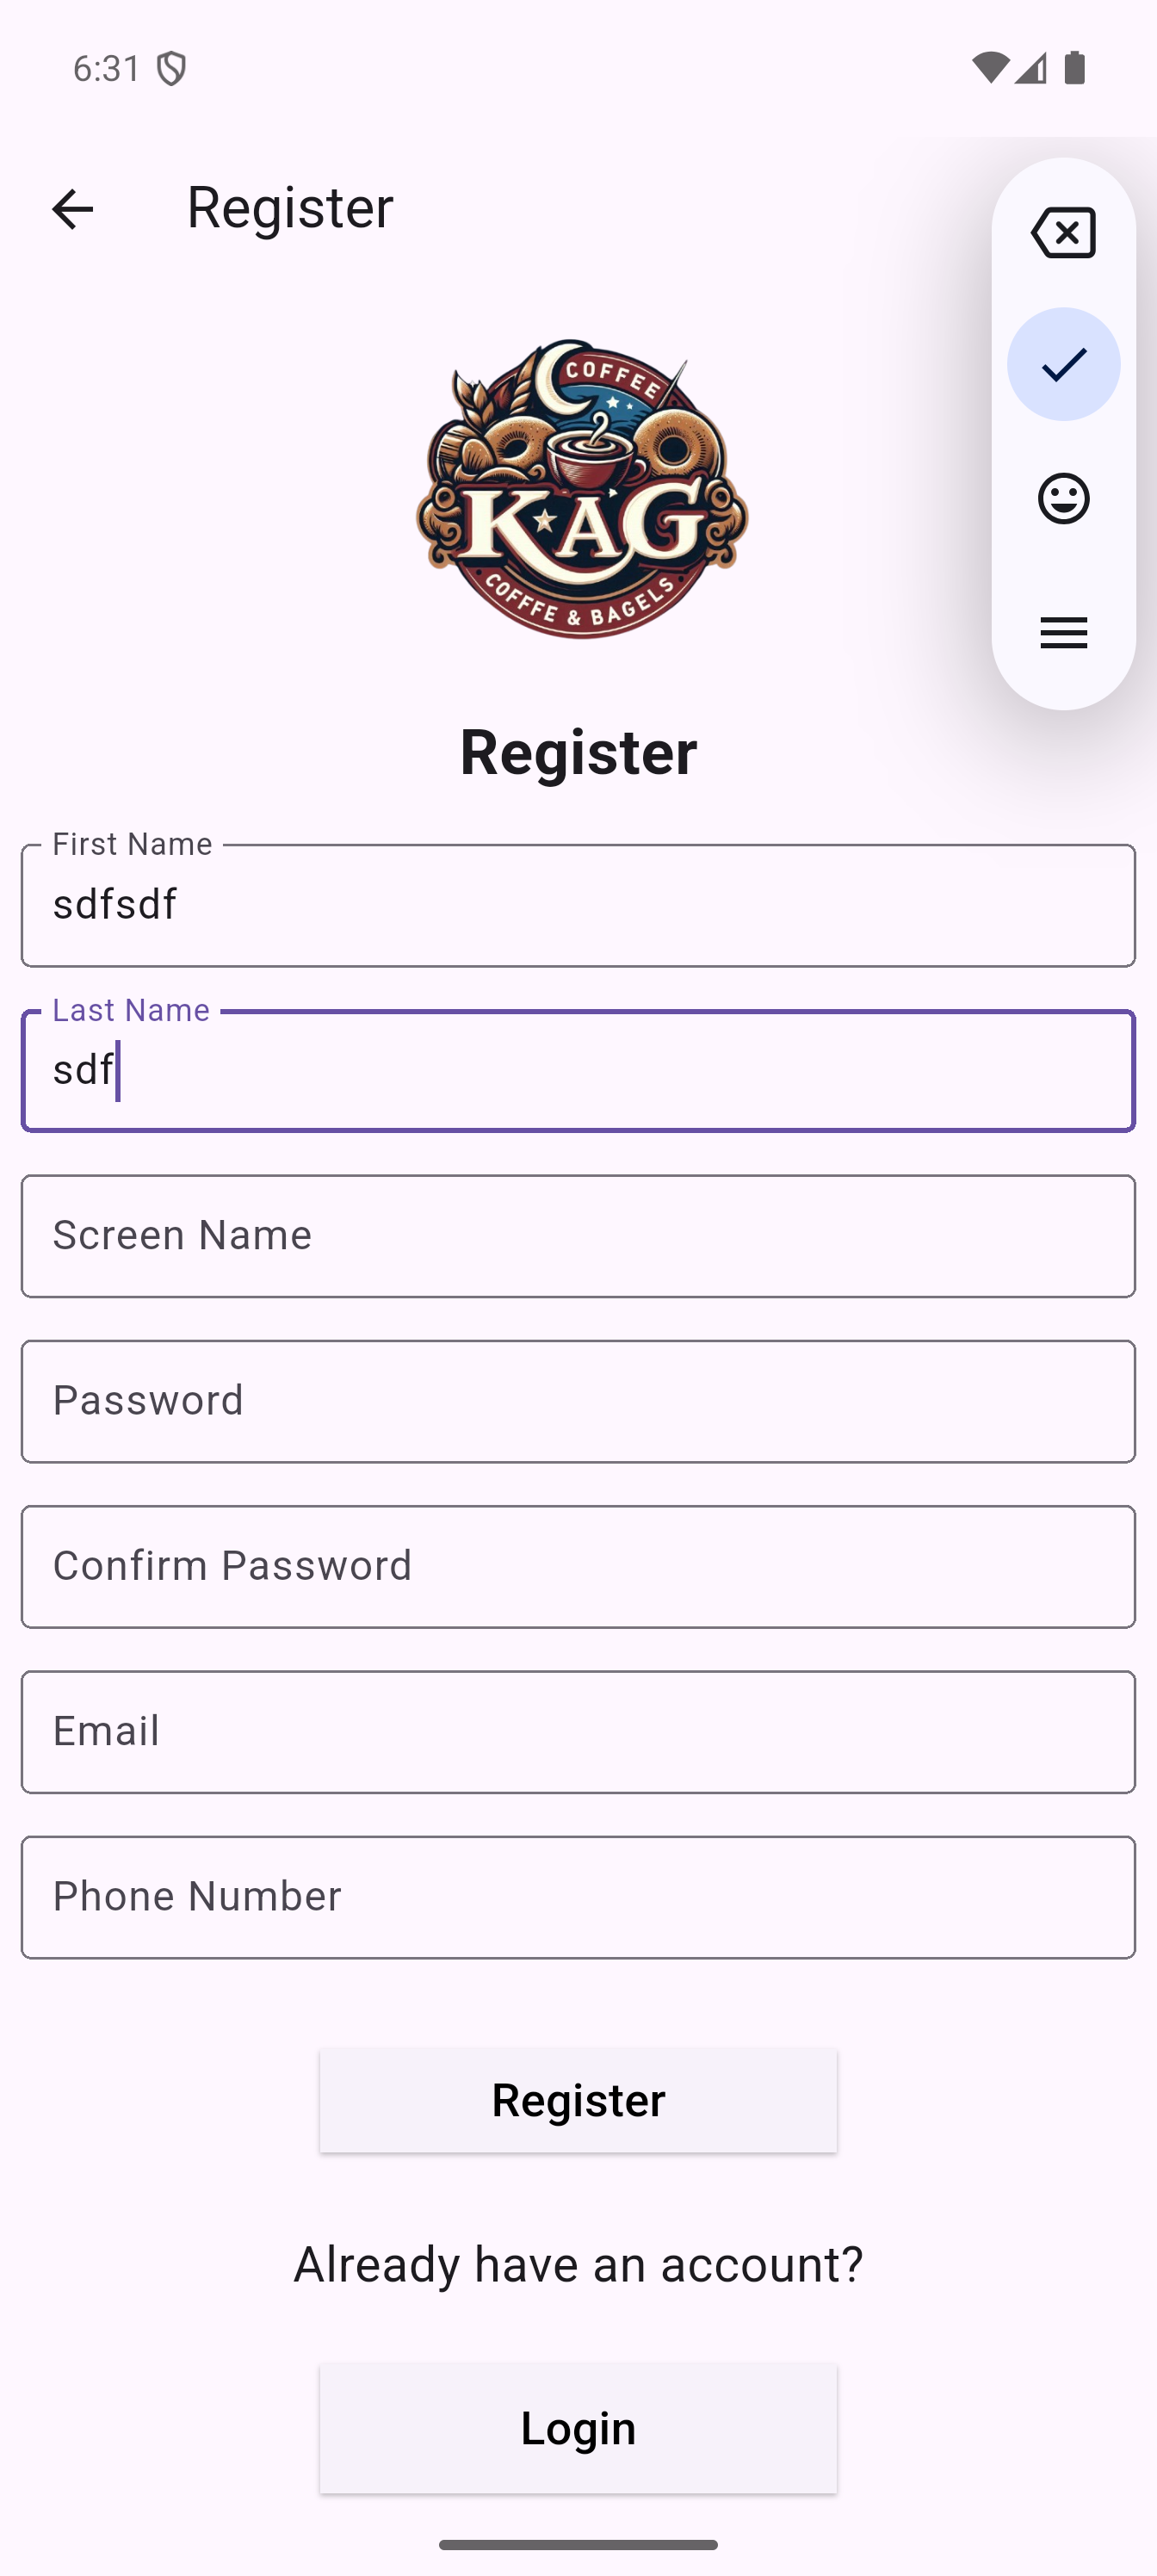 6:31
Register
COFFEE
KAG
COFFFE & BAGELS
Register
First Name
sdfsdf
Last Name
sdf
Screen Name
Password
Confirm Password
Email
Phone Number
Register
Already have an account?
Login